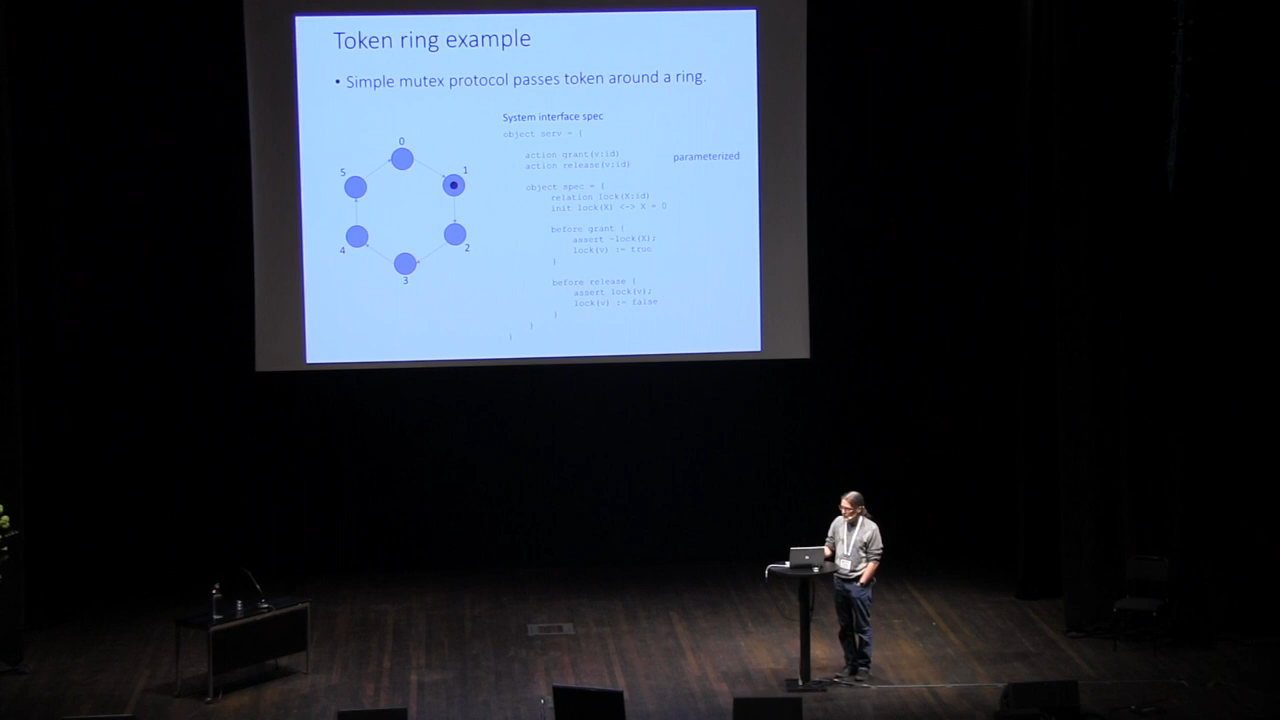 Token ring example
• Simple mutex protocol passes token around a ring.
0
5
1
4
2
3
System interface spec
object serv = {
action grant(v:id)
action release(v:id)
parameterized
object spec = {
relation lock(X:id)
init lock(X) <-> X = 0
before grant {
assert ~lock(X);
lock(v) := true
}
before release {
assert lock(v);
lock(v) := false
}
}
}